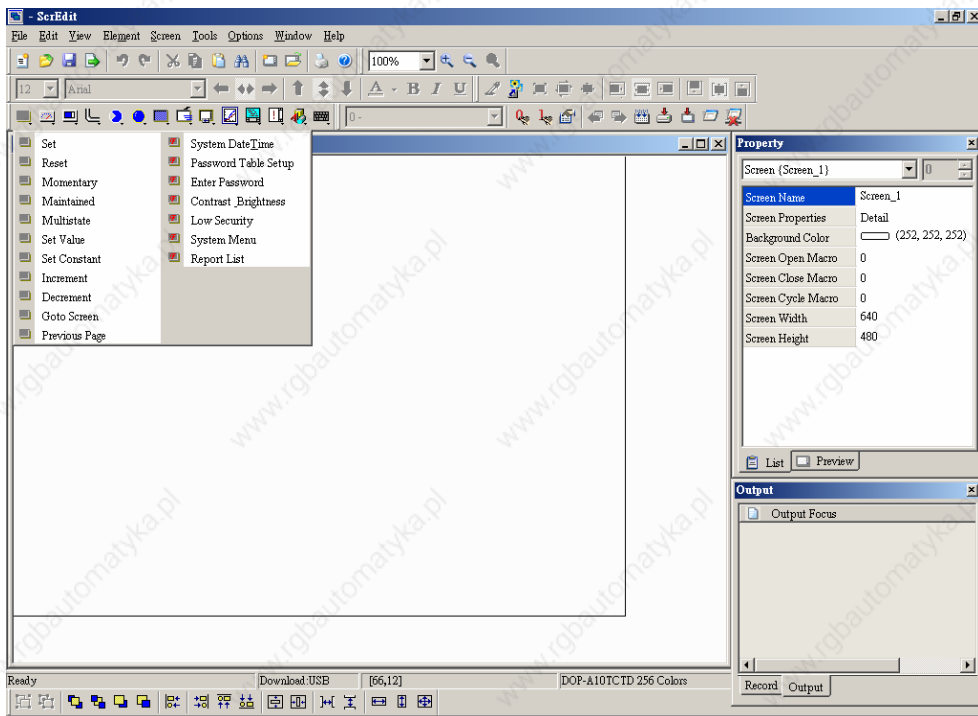 - ScrEdit
File Edit View Element Screen Tools Options Window Help
100%
12 Arial
A B I U
0 -
Set
Reset
Momentary
Maintained
Multistate
Set Value
Set Constant
Increment
Decrement
Goto Screen
Previous Page
System DateTime
Password Table Setup
Enter Password
Contrast_Brightness
Low Security
System Menu
Report List
Property
Screen {Screen_1} 0
Screen Name Screen_1
Screen Properties Detail
Background Color (252, 252, 252)
Screen Open Macro 0
Screen Close Macro 0
Screen Cycle Macro 0
Screen Width 640
Screen Height 480
List Preview
Output
Output Focus
Record Output
Ready Download:USB [66,12] DOP-A10TCTD 256 Colors
www.rgbautomatyka.pl